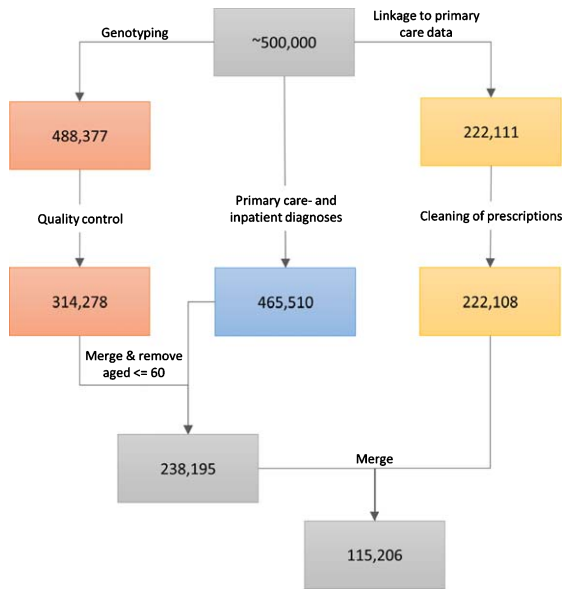 Genotyping
~500,000
Linkage to primary
care data
488,377
222,111
Quality control
Primary care- and
inpatient diagnoses
Cleaning of prescriptions
314,278
465,510
222,108
Merge & remove
aged <= 60
238,195
Merge
115,206